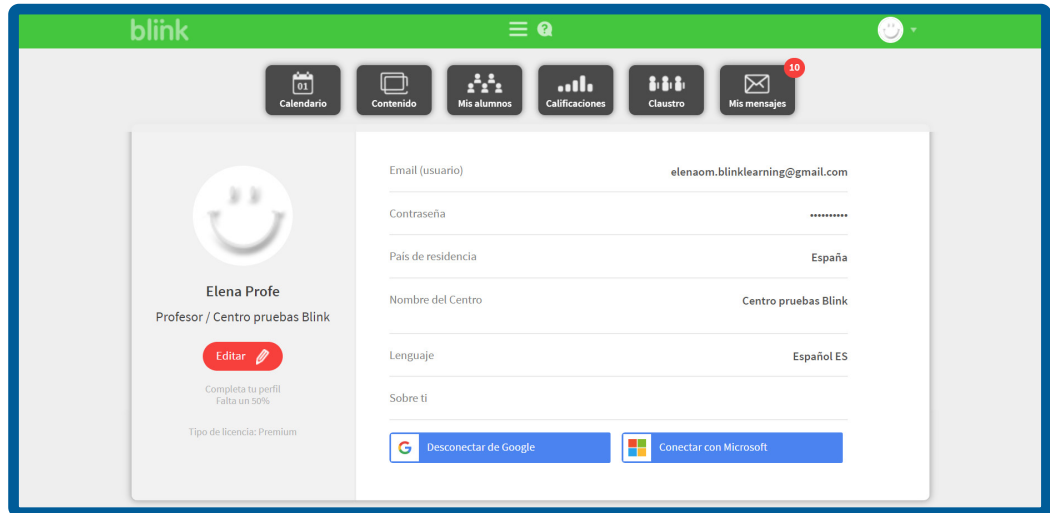 blink
?
10
01
Calendario
Contenido
Mis alumnos
Calificaciones
Claustro
Mis mensajes
Elena Profe
Profesor / Centro pruebas Blink
Editar
Completa tu perfil
Falta un 50%
Tipo de licencia: Premium
Email (usuario) elenaom.blinklearning@gmail.com
Contraseña ••••••••••
País de residencia España
Nombre del Centro Centro pruebas Blink
Lenguaje Español ES
Sobre ti
G Desconectar de Google
Conectar con Microsoft